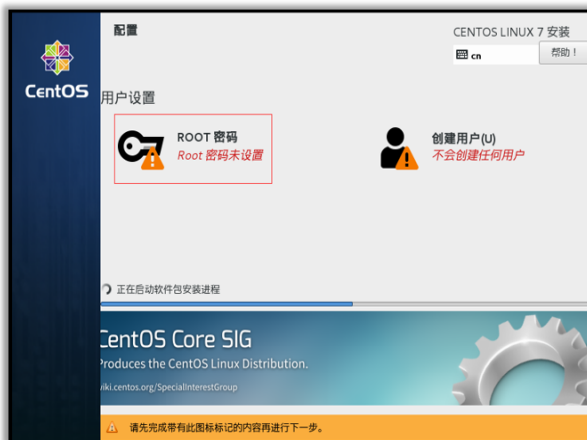 配置
CENTOS LINUX 7 安装
cn
帮助！
CentOS
用户设置
ROOT 密码
Root 密码未设置
创建用户(U)
不会创建任何用户
正在启动软件包安装进程
CentOS Core SIG
Produces the CentOS Linux Distribution.
wiki.centos.org/SpecialInterestGroup
请先完成带有此图标标记的内容再进行下一步。